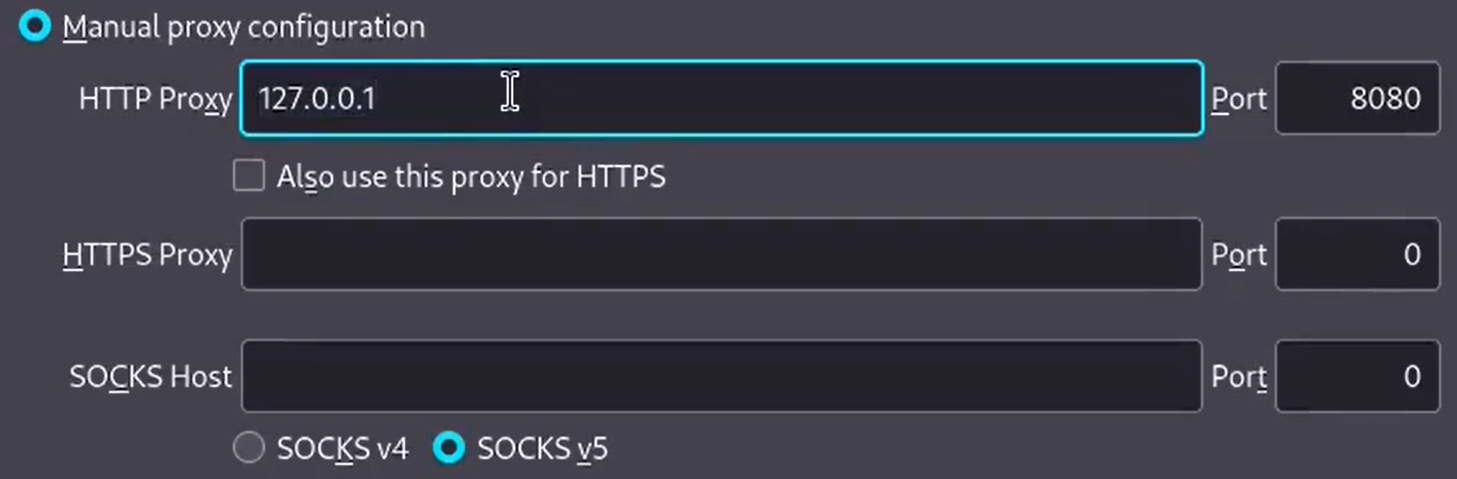 Manual proxy configuration
HTTP Proxy 127.0.0.1 Port 8080
Also use this proxy for HTTPS
HTTPS Proxy Port 0
SOCKS Host Port 0
SOCKS v4 SOCKS v5